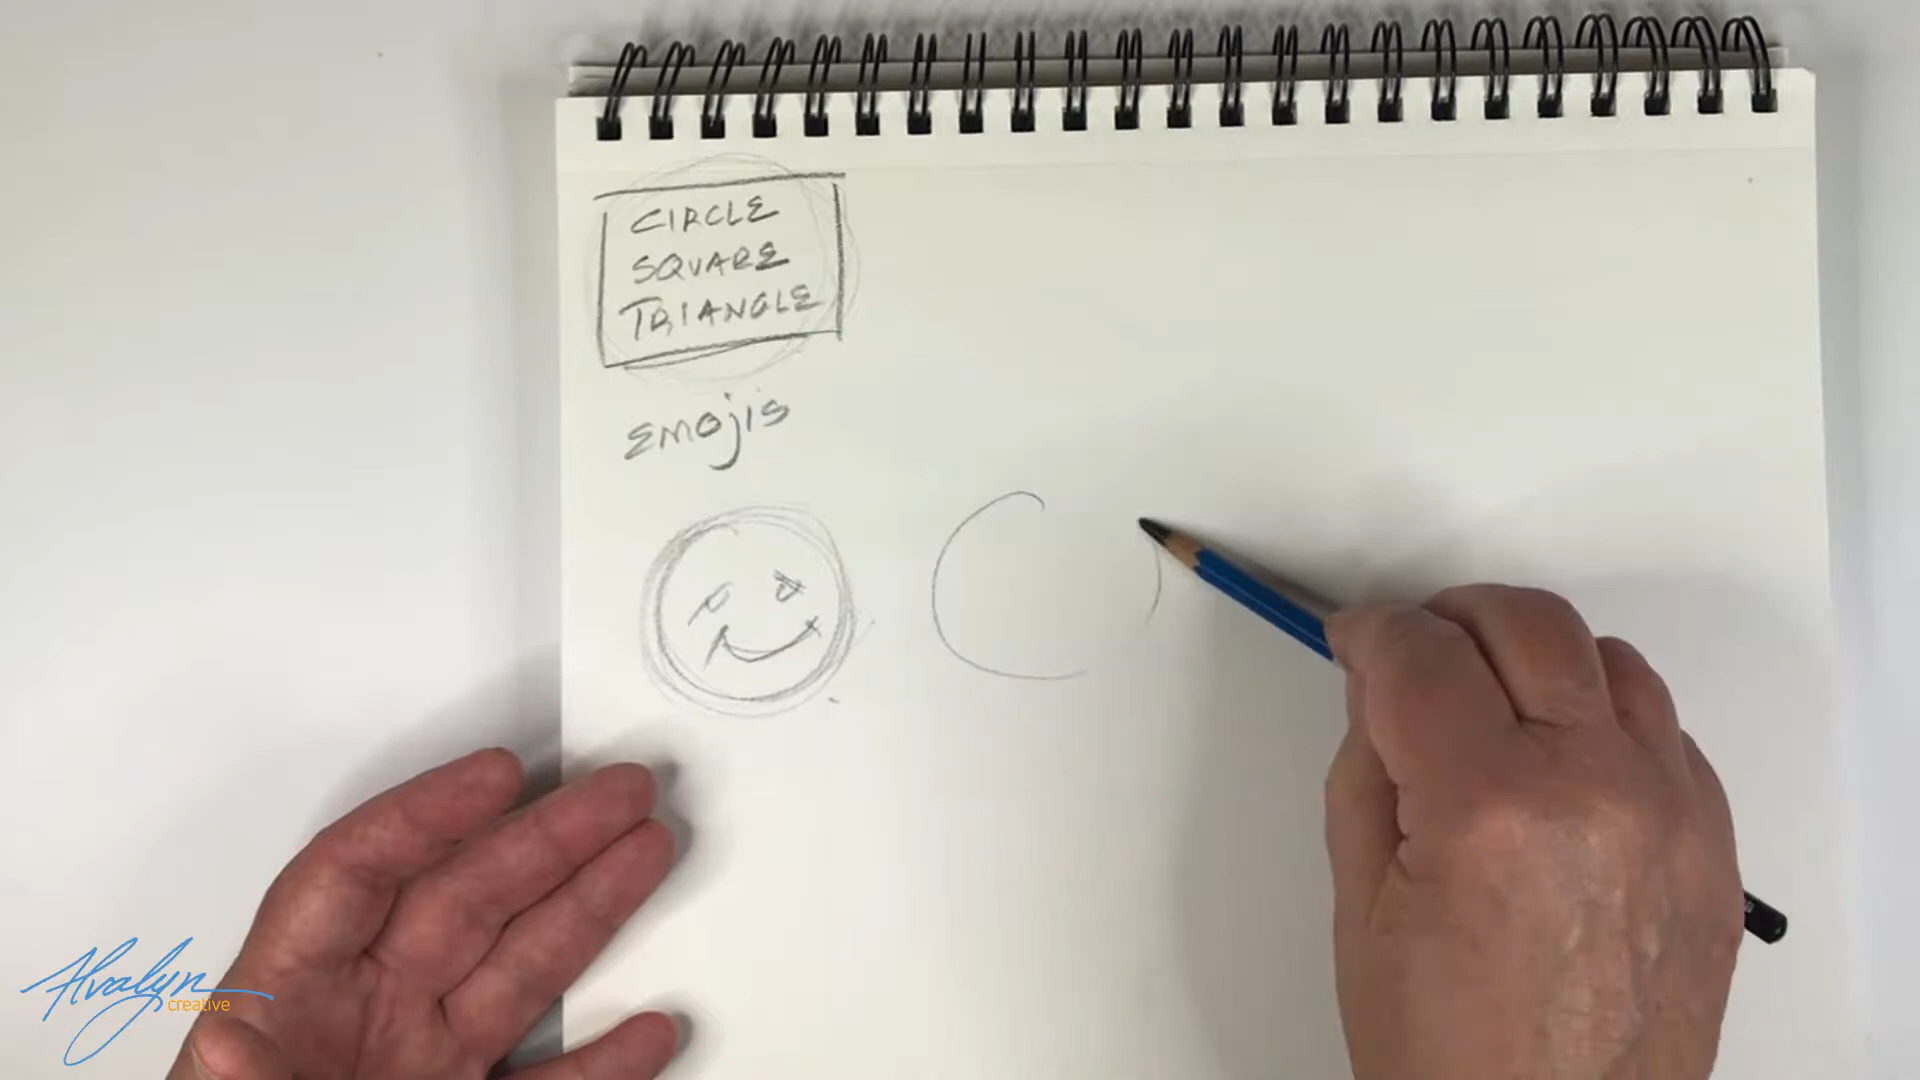 CIRCLE
SQUARE
TRIANGLE
emojis
Alvalyn
creative